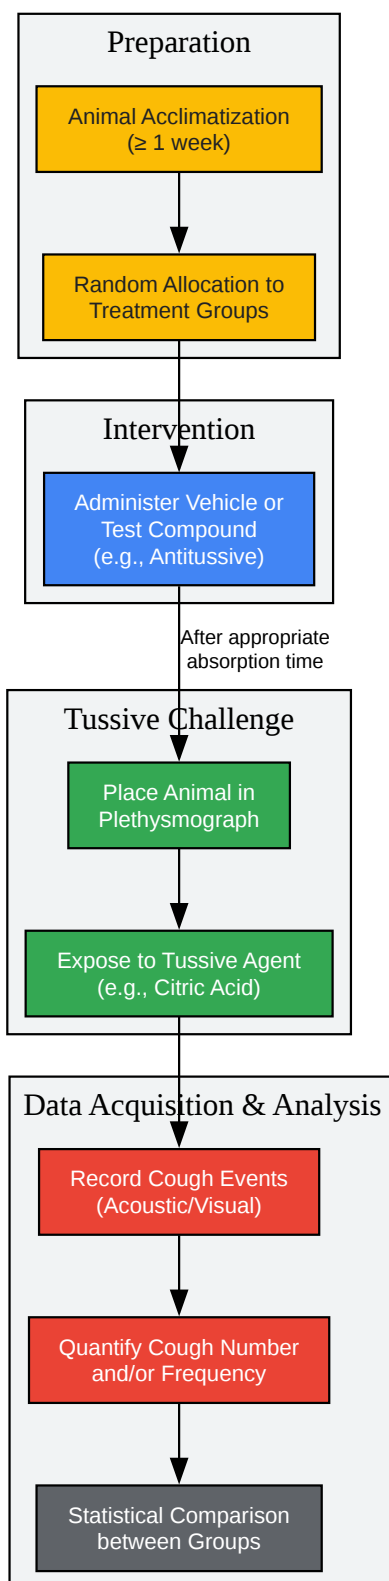 Preparation
Animal Acclimatization
(≥ 1 week)
Random Allocation to
Treatment Groups
Intervention
Administer Vehicle or
Test Compound
(e.g., Antitussive)
After appropriate
absorption time
Tussive Challenge
Place Animal in
Plethysmograph
Expose to Tussive Agent
(e.g., Citric Acid)
Data Acquisition & Analysis
Record Cough Events
(Acoustic/Visual)
Quantify Cough Number
and/or Frequency
Statistical Comparison
between Groups